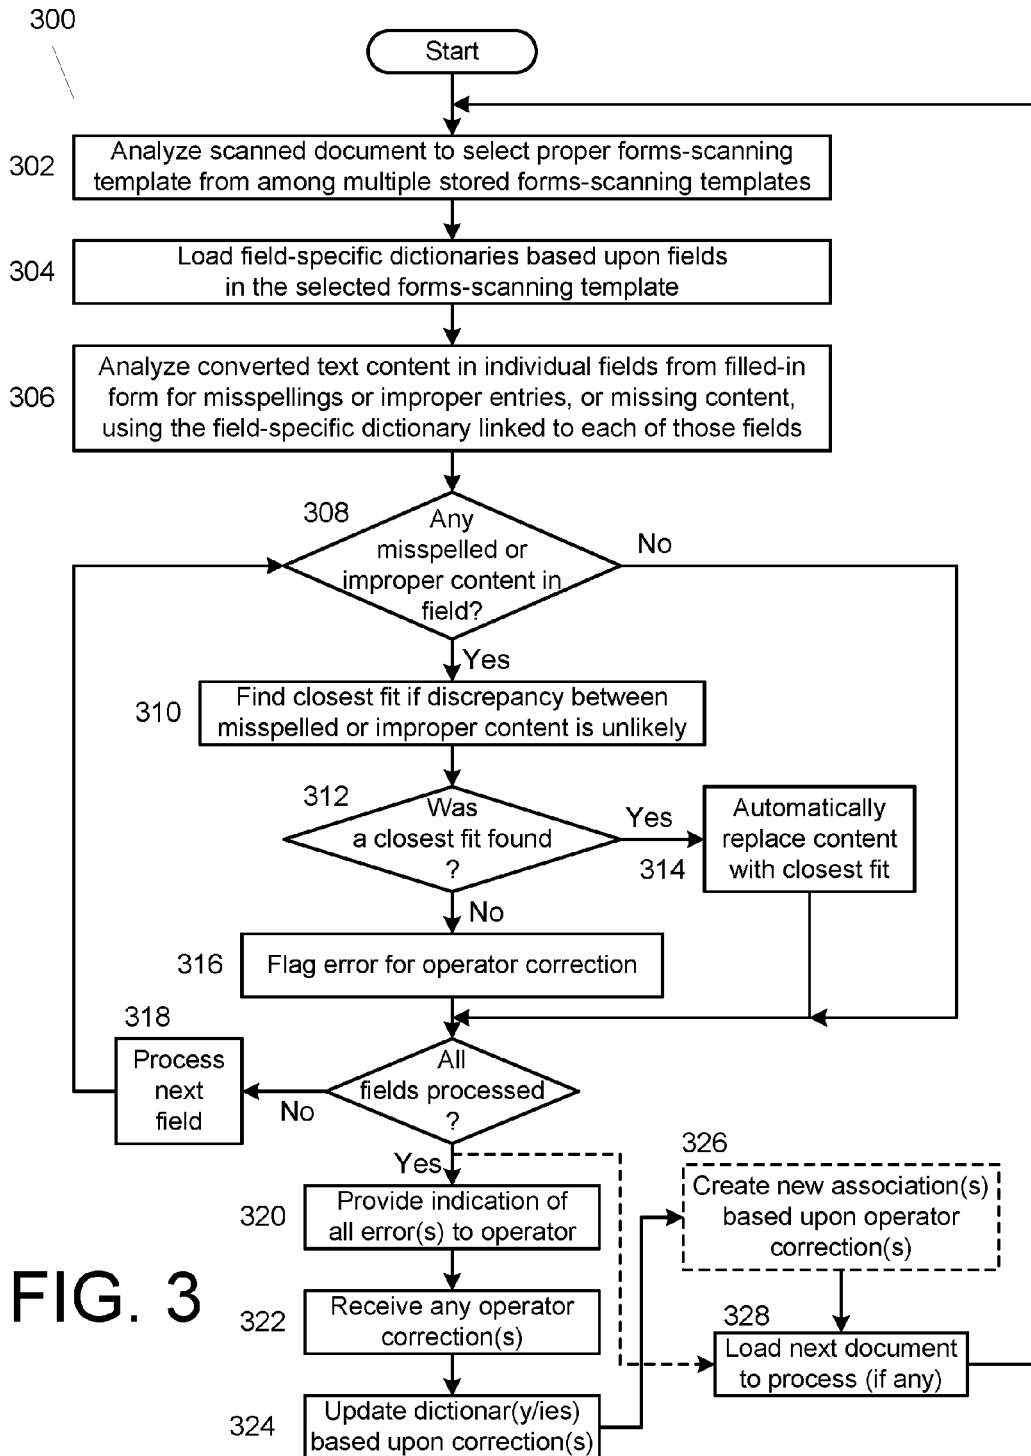 300
Start
302
Analyze scanned document to select proper forms-scanning
template from among multiple stored forms-scanning templates
304
Load field-specific dictionaries based upon fields
in the selected forms-scanning template
306
Analyze converted text content in individual fields from filled-in
form for misspellings or improper entries, or missing content,
using the field-specific dictionary linked to each of those fields
308
Any
misspelled or
improper content in
field?
No
Yes
310
Find closest fit if discrepancy between
misspelled or improper content is unlikely
312
Was
a closest fit found
?
Yes
314
Automatically
replace content
with closest fit
No
316
Flag error for operator correction
318
Process
next
field
All
fields processed
?
No
Yes
320
Provide indication of
all error(s) to operator
322
Receive any operator
correction(s)
324
Update dictionar(y/ies)
based upon correction(s)
326
Create new association(s)
based upon operator
correction(s)
328
Load next document
to process (if any)
FIG. 3